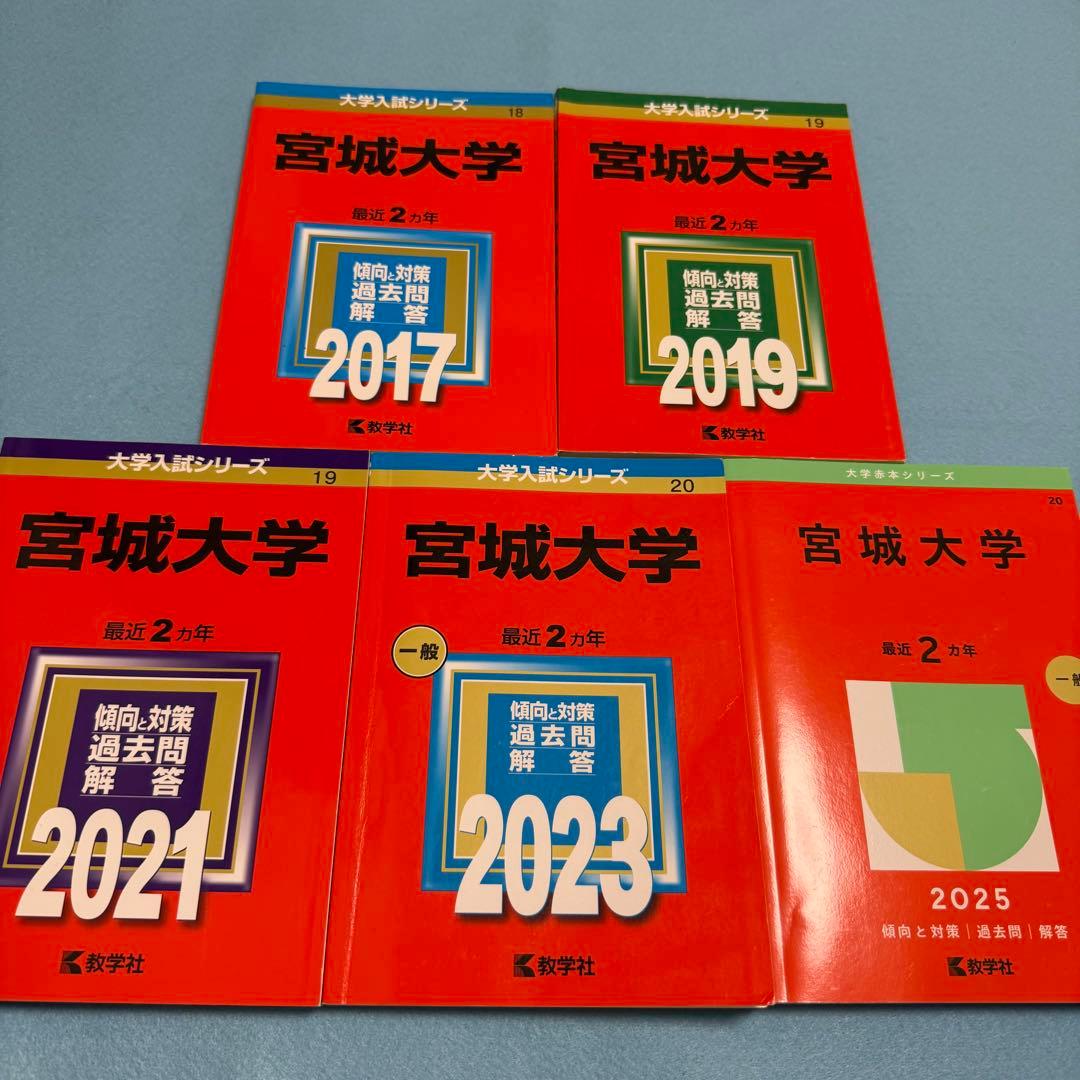 大学入試シリーズ
18
宮城大学
最近2カ年
傾向と対策
過去問
解答
2017
教学社
大学入試シリーズ
19
宮城大学
最近2カ年
傾向と対策
過去問
解答
2019
教学社
大学入試シリーズ
19
宮城大学
最近2カ年
傾向と対策
過去問
解答
2021
教学社
大学入試シリーズ
20
宮城大学
最近2カ年
一般
傾向と対策
過去問
解答
2023
教学社
大学赤本シリーズ
20
宮城大学
最近2カ年
一般
2025
傾向と対策|過去問|解答
教学社